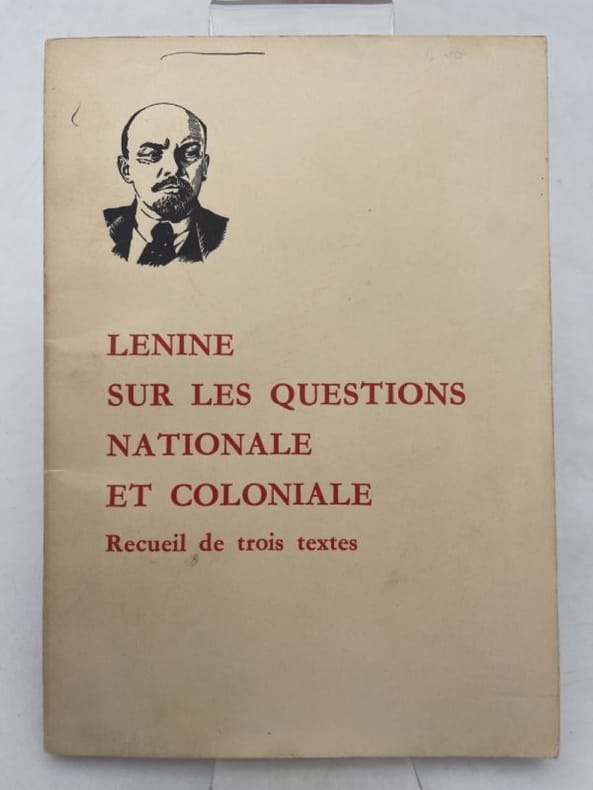 LENINE
SUR LES QUESTIONS
NATIONALE
ET COLONIALE
Recueil de trois textes